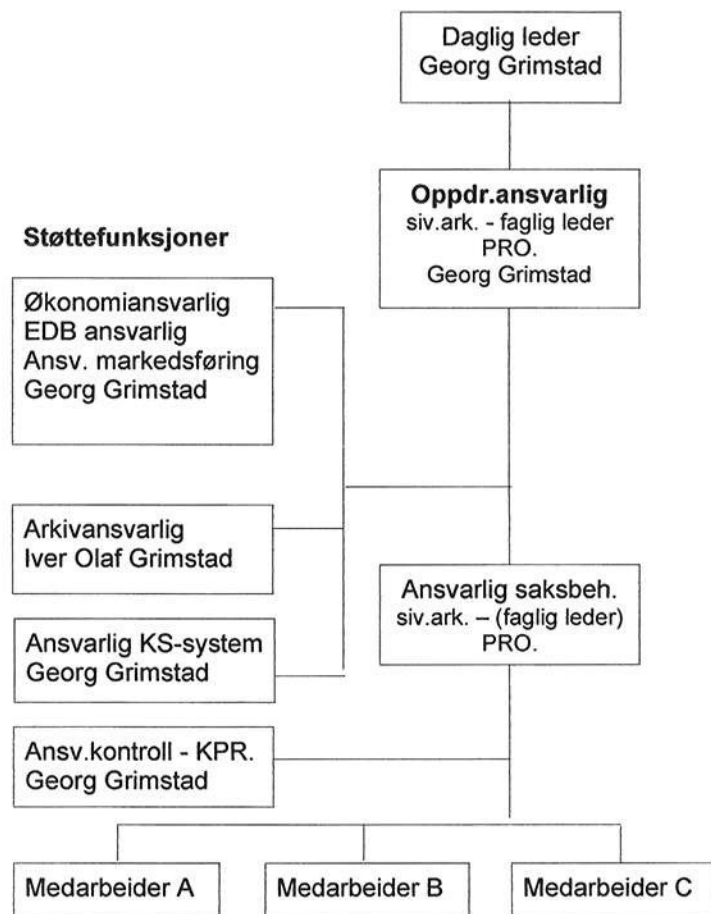 Daglig leder
Georg Grimstad
Oppdr.ansvarlig
siv.ark. - faglig leder
PRO.
Georg Grimstad
Støttefunksjoner
Økonomiansvarlig
EDB ansvarlig
Ansv. markedsføring
Georg Grimstad
Arkivansvarlig
Iver Olaf Grimstad
Ansvarlig saksbeh.
siv.ark. – (faglig leder)
PRO.
Ansvarlig KS-system
Georg Grimstad
Ansv.kontroll - KPR.
Georg Grimstad
Medarbeider A
Medarbeider B
Medarbeider C